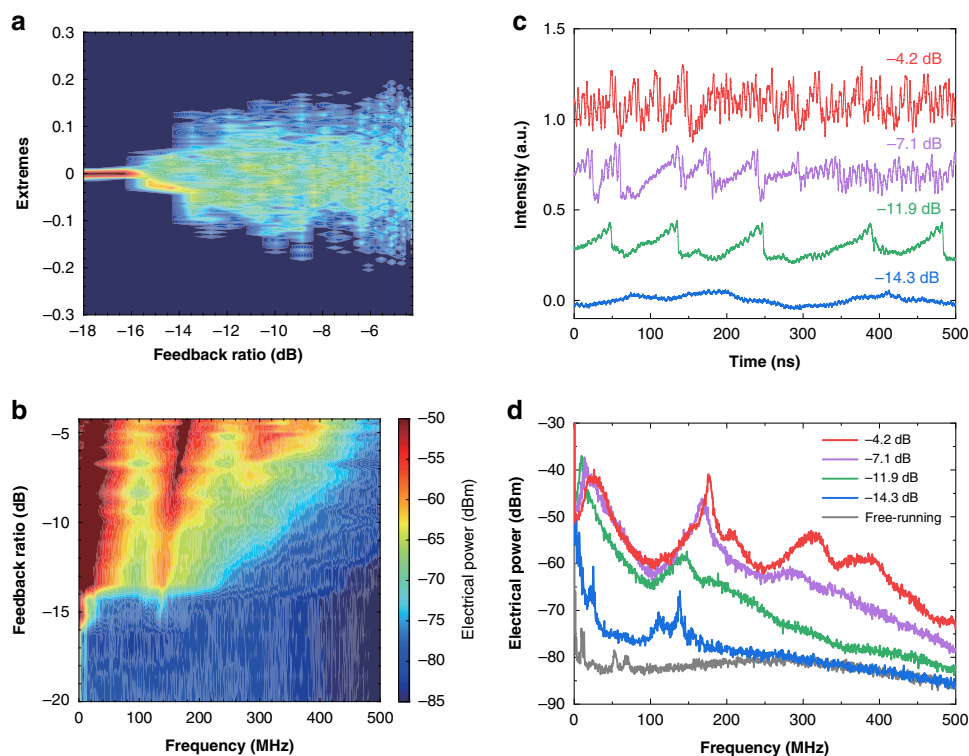 a
0.3
0.2
0.1
0
−0.1
−0.2
−0.3
Extremes
−18 −16 −14 −12 −10 −8 −6
Feedback ratio (dB)
c
1.5
1.0
0.5
0.0
Intensity (a.u.)
−4.2 dB
−7.1 dB
−11.9 dB
−14.3 dB
0 100 200 300 400 500
Time (ns)
b
−5
−10
−15
−20
Feedback ratio (dB)
0 100 200 300 400 500
Frequency (MHz)
−50
−55
−60
−65
−70
−75
−80
−85
Electrical power (dBm)
d
−30
−40
−50
−60
−70
−80
−90
Electrical power (dBm)
−4.2 dB
−7.1 dB
−11.9 dB
−14.3 dB
Free-running
0 100 200 300 400 500
Frequency (MHz)